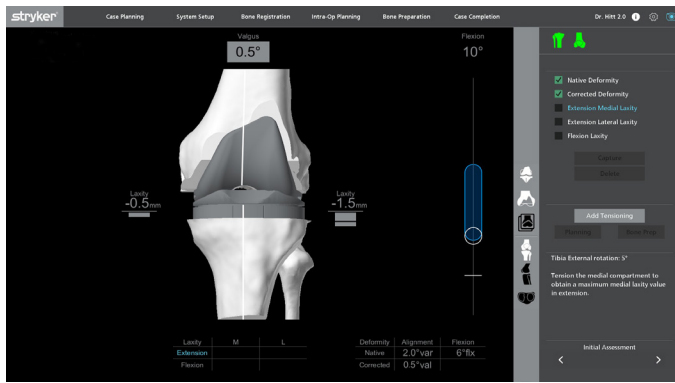 stryker
Case Planning
System Setup
Bone Registration
Intra-Op Planning
Bone Preparation
Case Completion
Dr. Hitt 2.0
Valgus
0.5°
Flexion
10°
Laxity
-0.5mm
Laxity
-1.5mm
Laxity M L
Extension
Flexion
Deformity Alignment Flexion
Native 2.0°var 6°flx
Corrected 0.5°val
Native Deformity
Corrected Deformity
Extension Medial Laxity
Extension Lateral Laxity
Flexion Laxity
Capture
Delete
Add Tensioning
Planning Bone Prep
Tibia External rotation: 5°
Tension the medial compartment to
obtain a maximum medial laxity value
in extension.
Initial Assessment